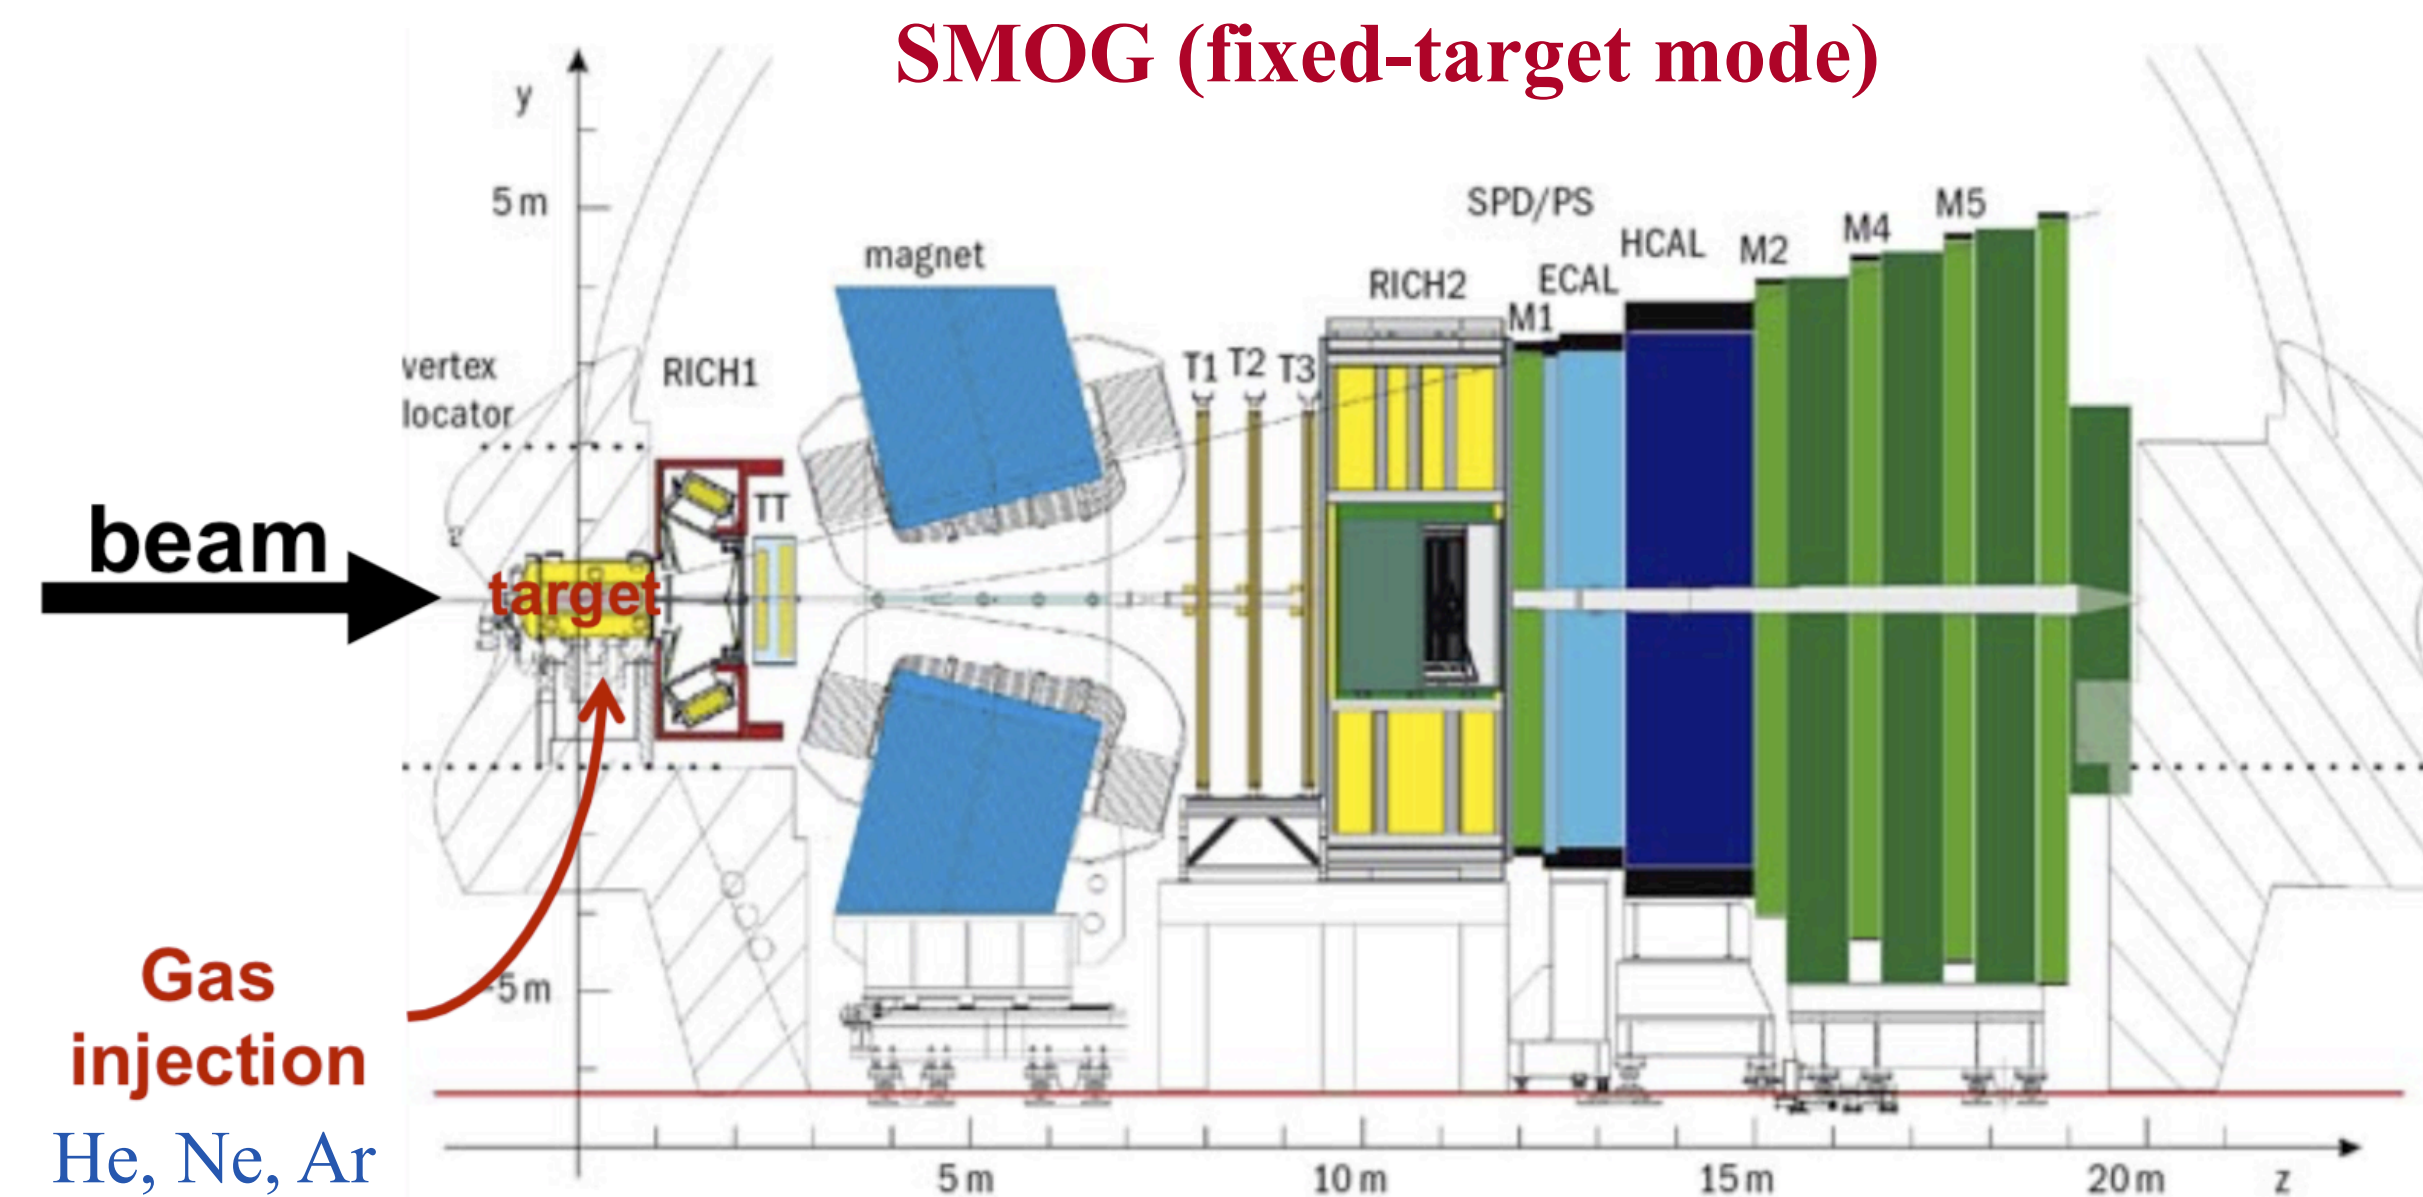 SMOG (fixed-target mode)
y
5 m
SPD/PS
M5
M4
HCAL
M2
magnet
ECAL
RICH2
M1
vertex
locator
RICH1
T1 T2 T3
TT
beam
target
Gas
injection
He, Ne, Ar
-5 m
5 m
10 m
15 m
20 m
z